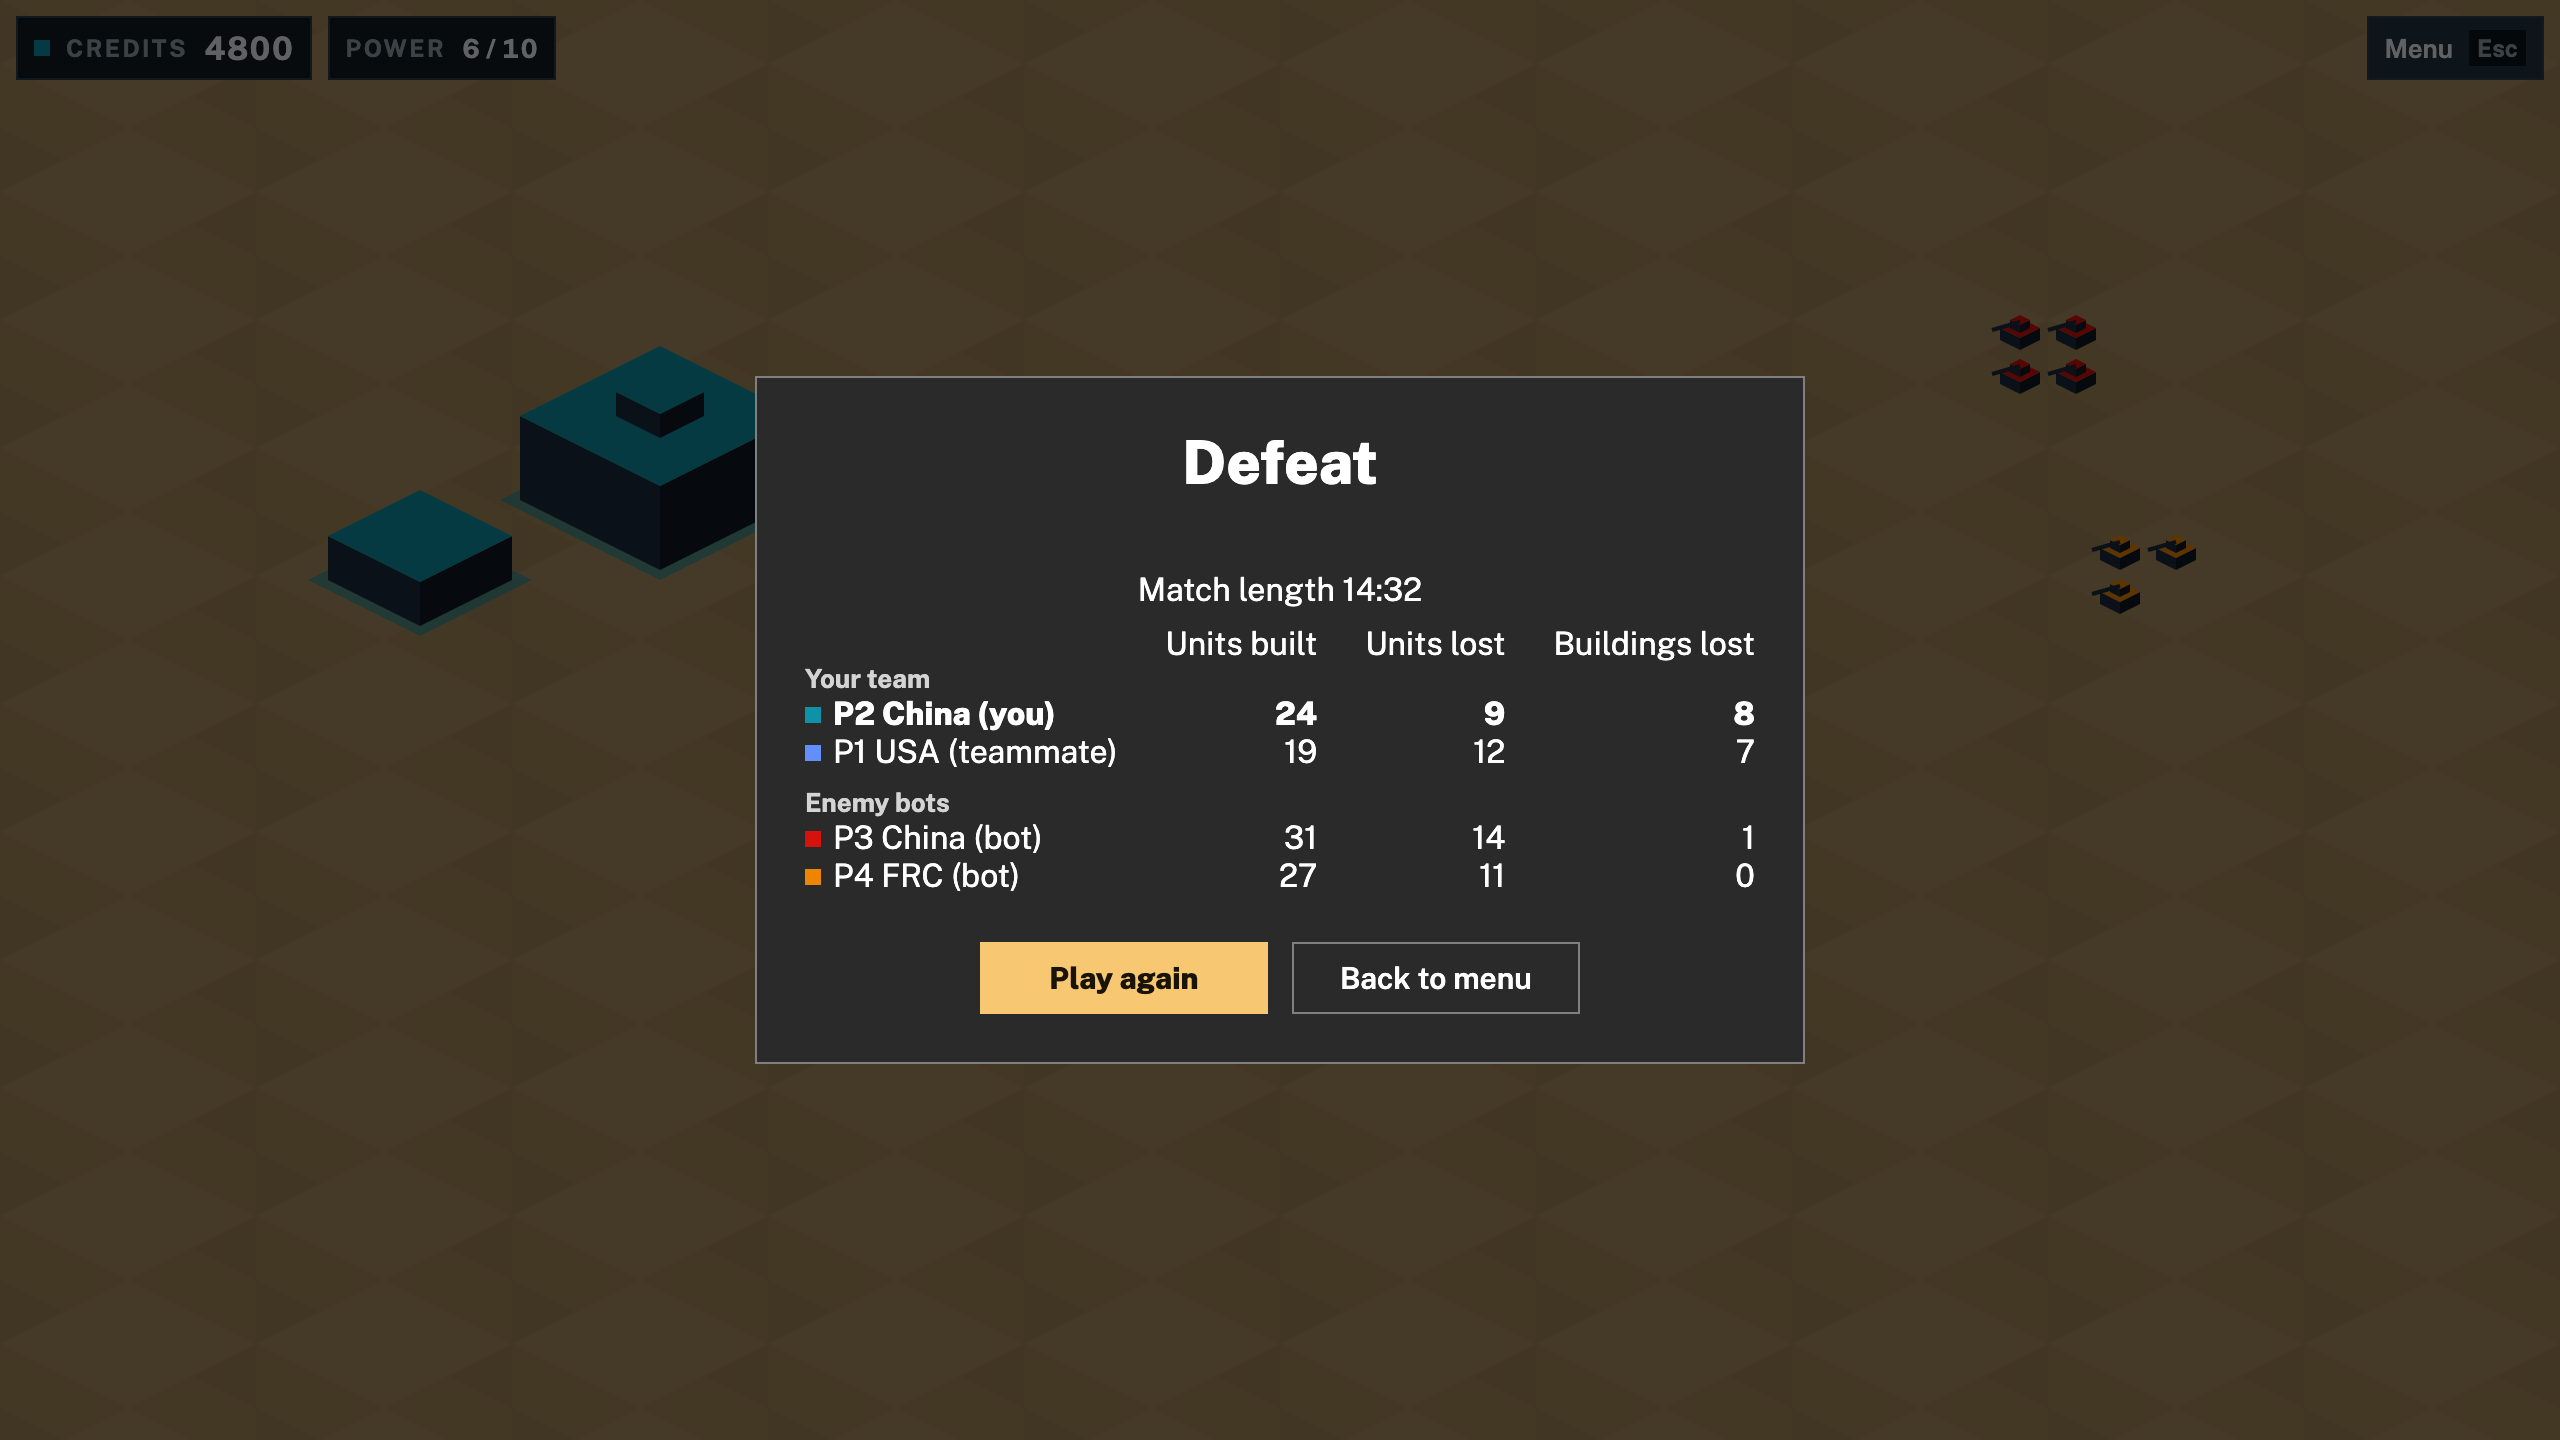 CREDITS 4800 POWER 6/10 Menu Esc
Defeat
Match length 14:32
Units built Units lost Buildings lost
Your team
P2 China (you) 24 9 8
P1 USA (teammate) 19 12 7
Enemy bots
P3 China (bot) 31 14 1
P4 FRC (bot) 27 11 0
Play again Back to menu